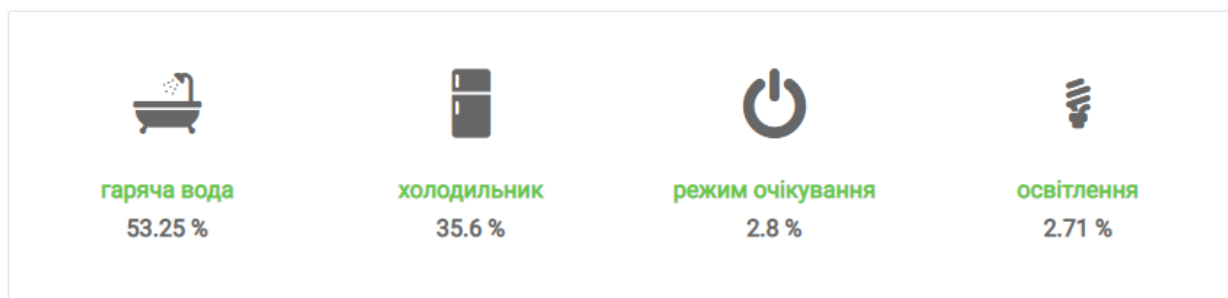 гаряча вода
53.25 %
холодильник
35.6 %
режим очікування
2.8 %
освітлення
2.71 %